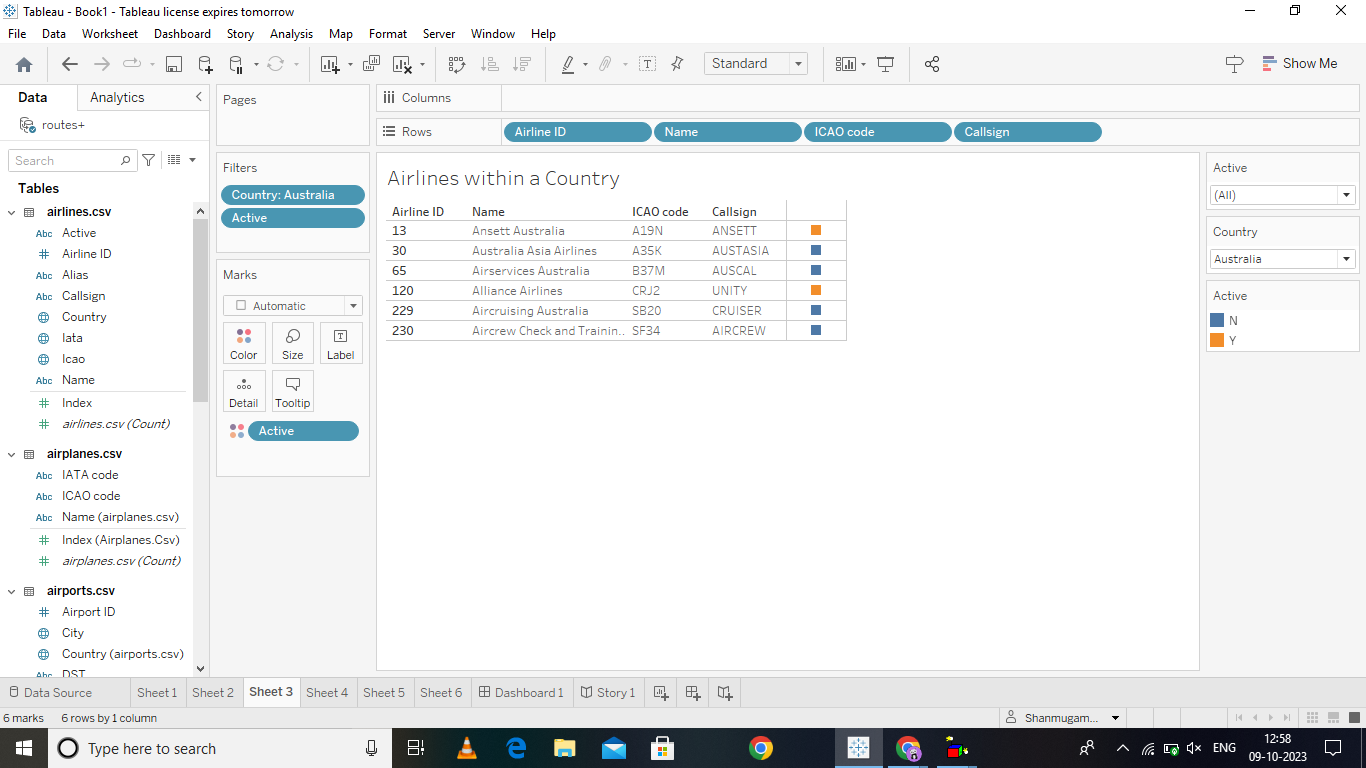 Tableau - Book1 - Tableau license expires tomorrow
File Data Worksheet Dashboard Story Analysis Map Format Server Window Help
Standard
Show Me
Data Analytics
routes+
Search
Tables
airlines.csv
Abc Active
Airline ID
Abc Alias
Abc Callsign
Country
Iata
Icao
Abc Name
Index
airlines.csv (Count)
airplanes.csv
Abc IATA code
Abc ICAO code
Abc Name (airplanes.csv)
Index (Airplanes.Csv)
airplanes.csv (Count)
airports.csv
Airport ID
City
Country (airports.csv)
Abc DST
Pages
Filters
Country: Australia
Active
Marks
Automatic
Color Size Label
Detail Tooltip
Active
Columns
Rows Airline ID Name ICAO code Callsign
Airlines within a Country
Airline ID Name ICAO code Callsign
13 Ansett Australia A19N ANSETT
30 Australia Asia Airlines A35K AUSTASIA
65 Airservices Australia B37M AUSCAL
120 Alliance Airlines CRJ2 UNITY
229 Aircruising Australia SB20 CRUISER
230 Aircrew Check and Trainin.. SF34 AIRCREW
Active
(All)
Country
Australia
Active
N
Y
Data Source Sheet 1 Sheet 2 Sheet 3 Sheet 4 Sheet 5 Sheet 6 Dashboard 1 Story 1
6 marks 6 rows by 1 column Shanmugam...
Type here to search
ENG
12:58
09-10-2023